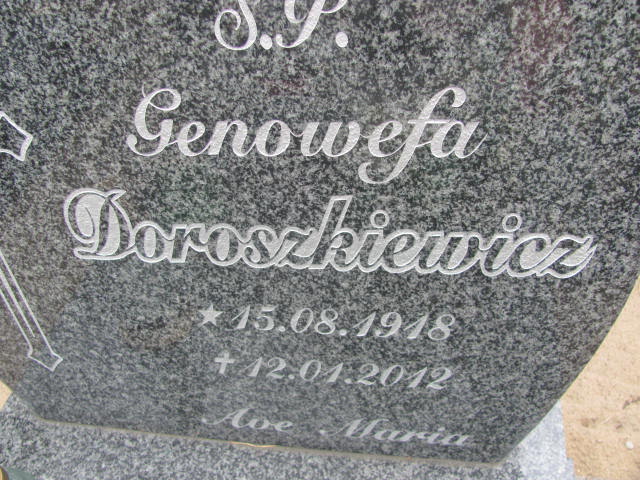 Ś.P.
Genowefa
Doroszkiewicz
★ 15.08.1918
✝ 12.01.2012
Ave Maria